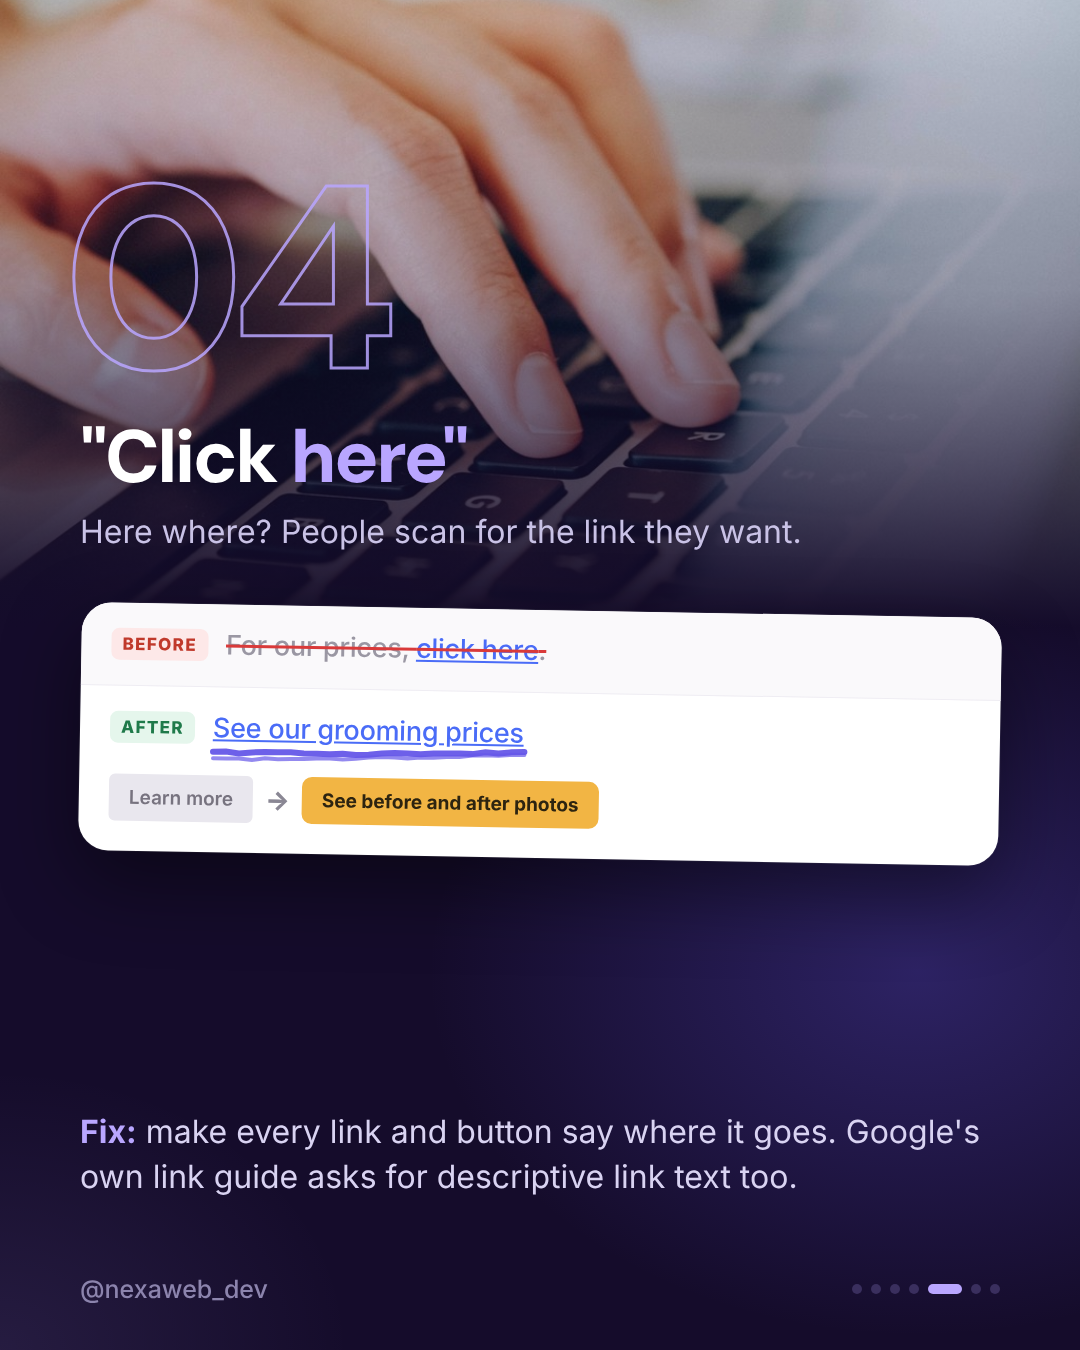 04
"Click here"
Here where? People scan for the link they want.
BEFORE For our prices, click here.
AFTER See our grooming prices
Learn more → See before and after photos
Fix: make every link and button say where it goes. Google's
own link guide asks for descriptive link text too.
@nexaweb_dev